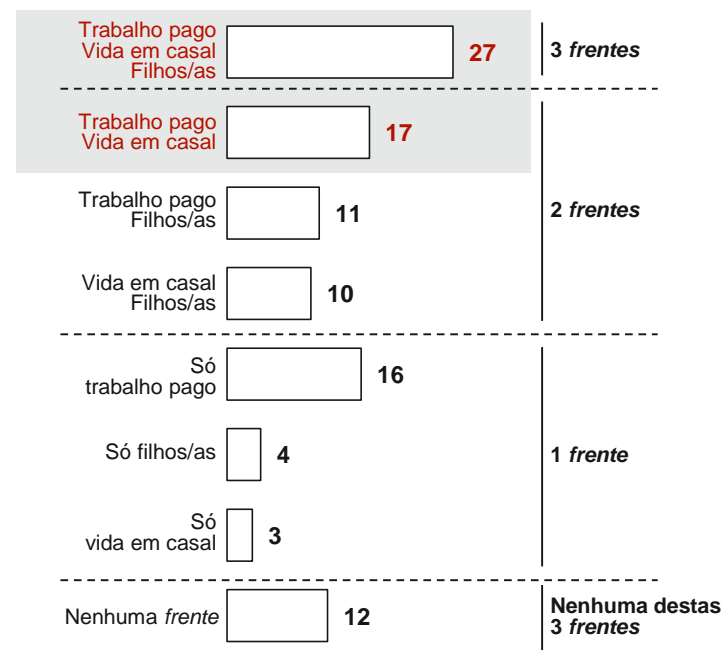 Trabalho pago
Vida em casal
Filhos/as
27
3 frentes
Trabalho pago
Vida em casal
17
Trabalho pago
Filhos/as
11
2 frentes
Vida em casal
Filhos/as
10
Só
trabalho pago
16
Só filhos/as
4
1 frente
Só
vida em casal
3
Nenhuma frente
12
Nenhuma destas
3 frentes